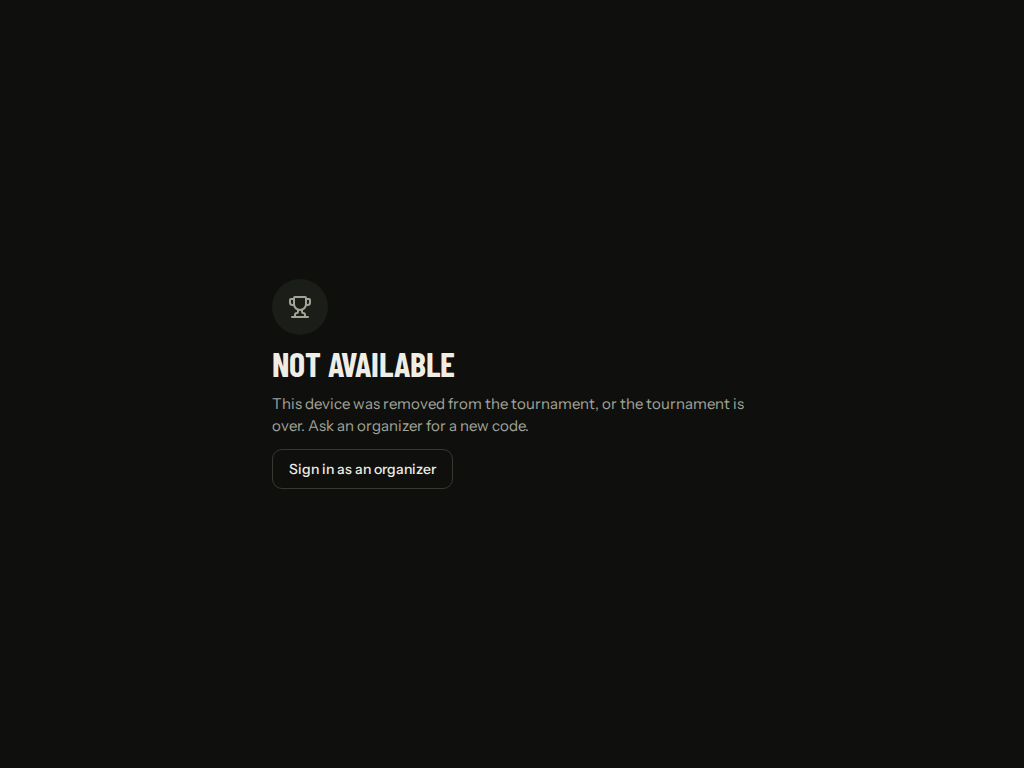 NOT AVAILABLE
This device was removed from the tournament, or the tournament is
over. Ask an organizer for a new code.
Sign in as an organizer